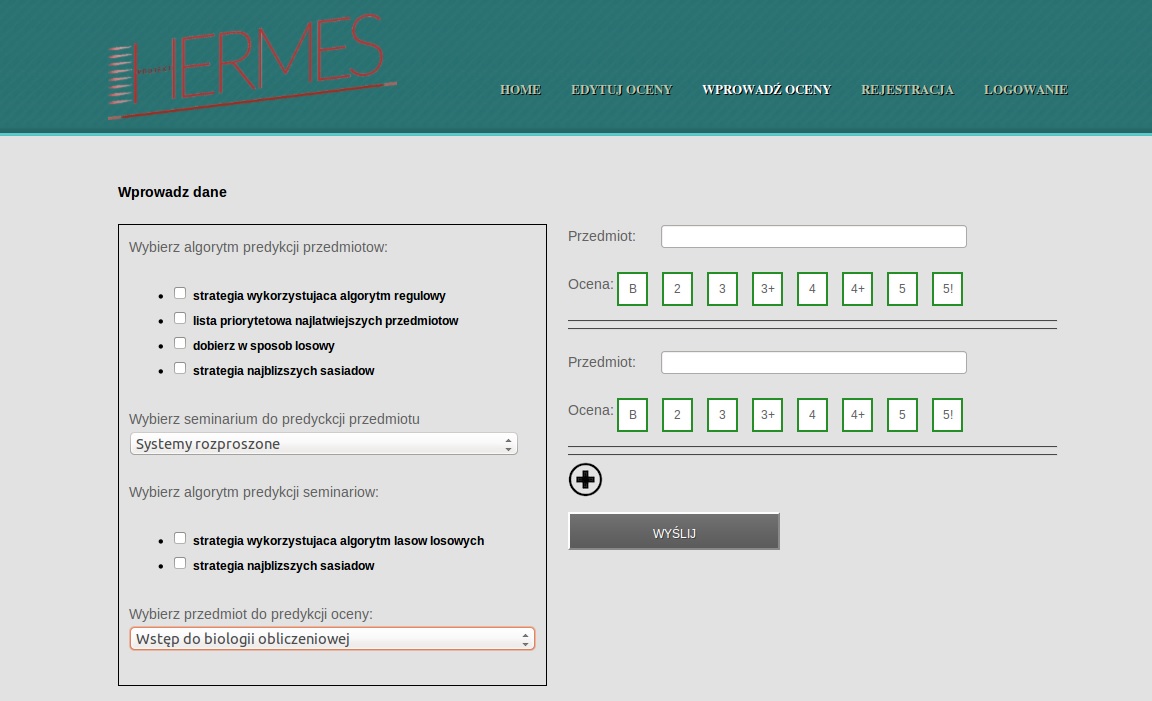 HERMES
HOME EDYTUJ OCENY WPROWADŹ OCENY REJESTRACJA LOGOWANIE
Wprowadz dane
Wybierz algorytm predykcji przedmiotow:
strategia wykorzystujaca algorytm regulowy
lista priorytetowa najlatwiejszych przedmiotow
dobierz w sposob losowy
strategia najblizszych sasiadow
Wybierz seminarium do predyckcji przedmiotu
Systemy rozproszone
Wybierz algorytm predykcji seminariow:
strategia wykorzystujaca algorytm lasow losowych
strategia najblizszych sasiadow
Wybierz przedmiot do predykcji oceny:
Wstęp do biologii obliczeniowej
Przedmiot:
Ocena: B 2 3 3+ 4 4+ 5 5!
Przedmiot:
Ocena: B 2 3 3+ 4 4+ 5 5!
WYŚLIJ